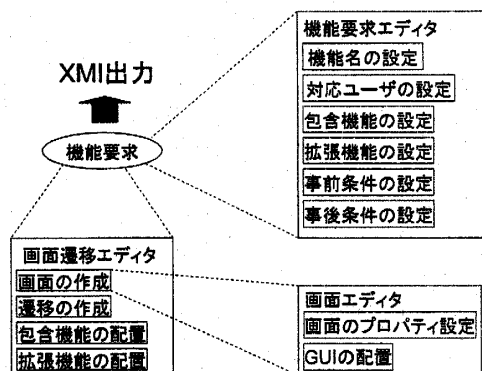 XMI出力
機能要求
機能要求エディタ
機能名の設定
対応ユーザの設定
包含機能の設定
拡張機能の設定
事前条件の設定
事後条件の設定
画面遷移エディタ
画面の作成
遷移の作成
包含機能の配置
拡張機能の配置
画面エディタ
画面のプロパティ設定
GUIの配置